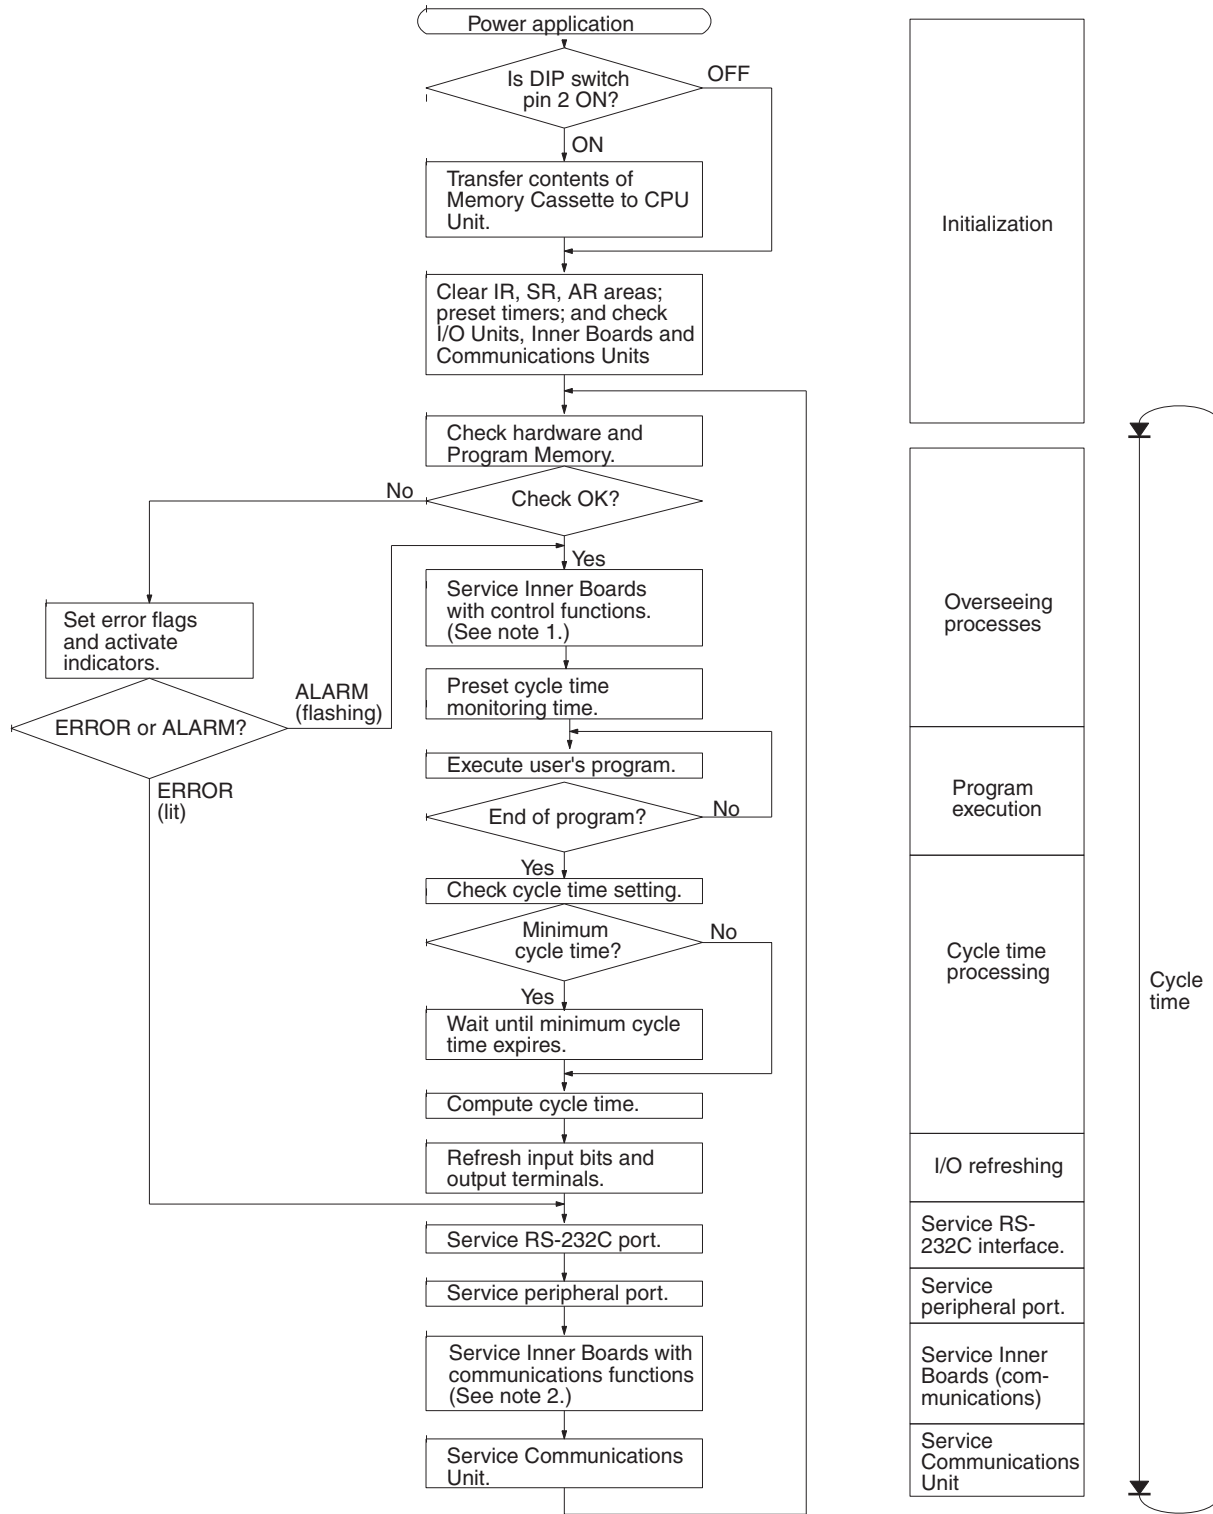 Power application
Is DIP switch
pin 2 ON?
OFF
ON
Transfer contents of
Memory Cassette to CPU
Unit.
Clear IR, SR, AR areas;
preset timers; and check
I/O Units, Inner Boards and
Communications Units
Check hardware and
Program Memory.
Check OK?
No
Yes
Service Inner Boards
with control functions.
(See note 1.)
Set error flags
and activate
indicators.
ERROR or ALARM?
ALARM
(flashing)
ERROR
(lit)
Preset cycle time
monitoring time.
Execute user's program.
End of program?
No
Yes
Check cycle time setting.
Minimum
cycle time?
No
Yes
Wait until minimum cycle
time expires.
Compute cycle time.
Refresh input bits and
output terminals.
Service RS-232C port.
Service peripheral port.
Service Inner Boards with
communications functions
(See note 2.)
Service Communications
Unit.
Initialization
Overseeing
processes
Program
execution
Cycle time
processing
I/O refreshing
Service RS-
232C interface.
Service
peripheral port.
Service Inner
Boards (com-
munications)
Service
Communications
Unit
Cycle
time